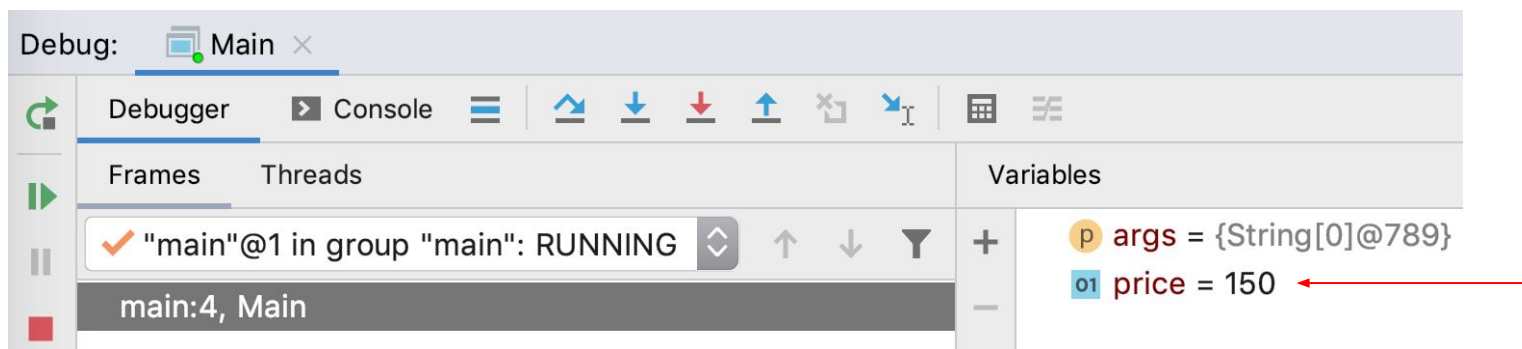 Debug: Main
Debugger Console
Frames Threads Variables
"main"@1 in group "main": RUNNING
p args = {String[0]@789}
01 price = 150
main:4, Main